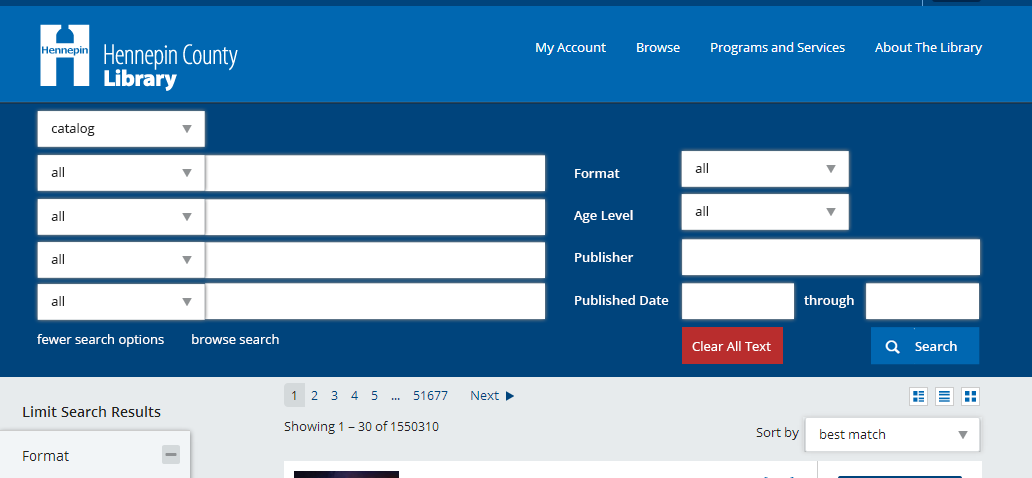 Hennepin
Hennepin County
Library
My Account
Browse
Programs and Services
About The Library
catalog
all
all
all
all
Format
all
Age Level
all
Publisher
Published Date
through
fewer search options
browse search
Clear All Text
Search
Limit Search Results
Format
1 2 3 4 5 ... 51677 Next
Showing 1 – 30 of 1550310
Sort by
best match